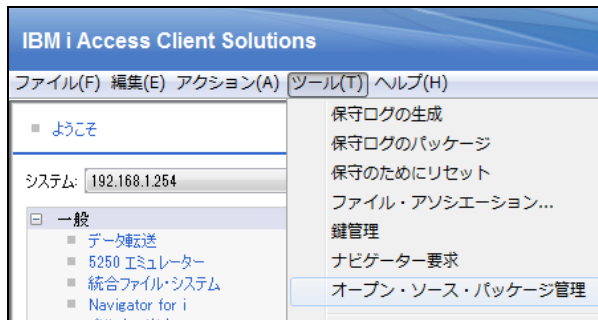 IBM i Access Client Solutions
ファイル(F) 編集(E) アクション(A) ツール(T) ヘルプ(H)
ようこそ
システム: 192.168.1.254
一般
データ転送
5250 エミュレーター
統合ファイル・システム
Navigator for i
保守ログの生成
保守ログのパッケージ
保守のためにリセット
ファイル・アソシエーション...
鍵管理
ナビゲーター要求
オープン・ソース・パッケージ管理